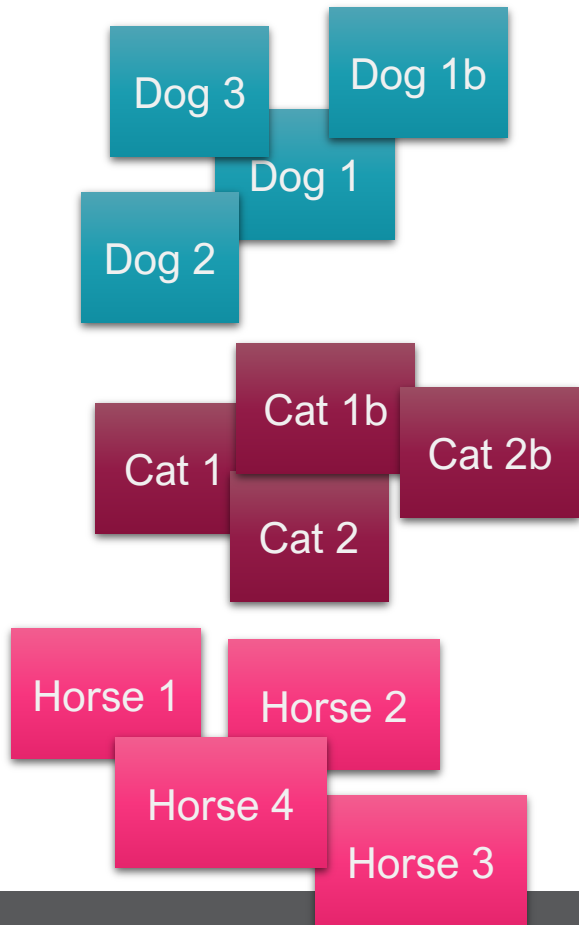 Dog 1b
Dog 3
Dog 1
Dog 2
Cat 1b
Cat 2b
Cat 1
Cat 2
Horse 1
Horse 2
Horse 4
Horse 3